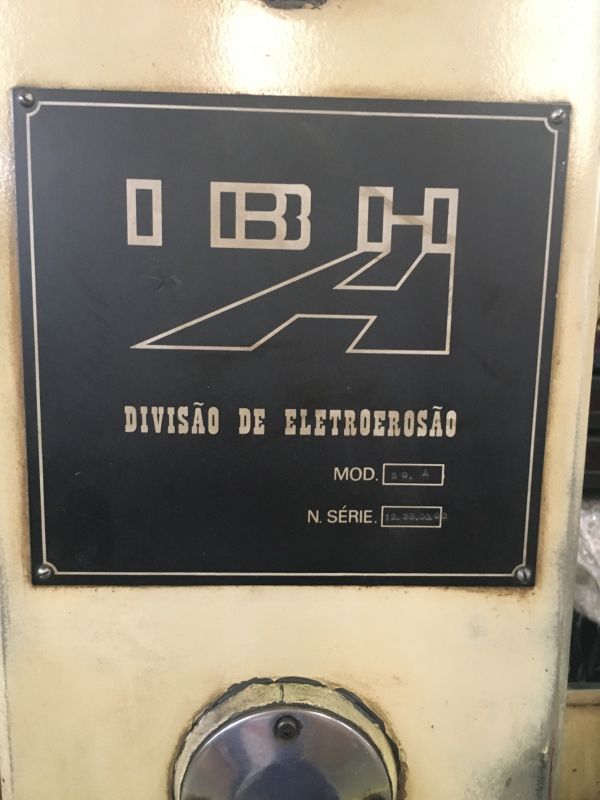 IBH
DIVISÃO DE ELETROEROSÃO
MOD.
N. SÉRIE.